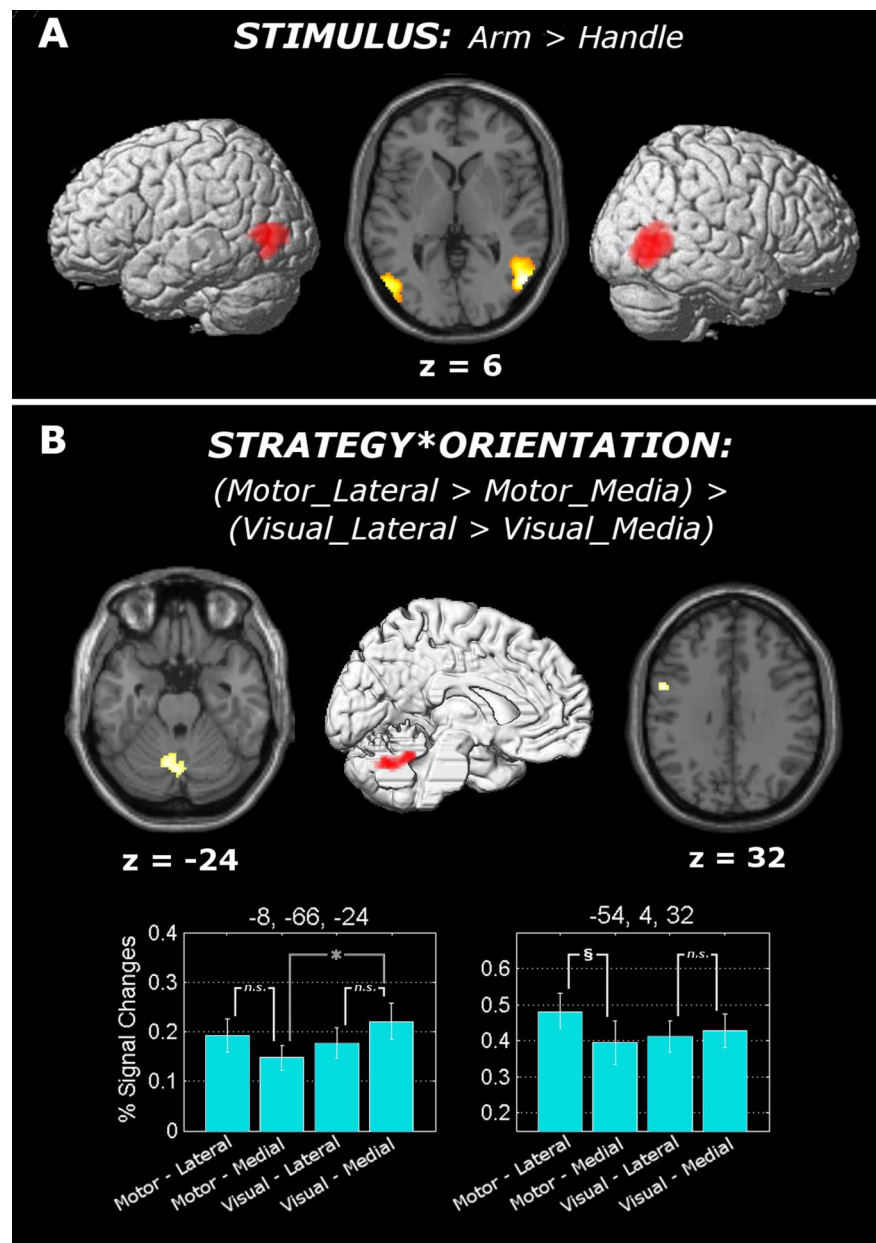 A
STIMULUS: Arm > Handle
z = 6
B
STRATEGY*ORIENTATION:
(Motor_Lateral > Motor_Media) >
(Visual_Lateral > Visual_Media)
z = -24
z = 32
-8, -66, -24
% Signal Changes
0.4
0.3
0.2
0.1
0
n.s.
*
n.s.
Motor - Lateral
Motor - Medial
Visual - Lateral
Visual - Medial
-54, 4, 32
0.6
0.5
0.4
0.3
0.2
§
n.s.
Motor - Lateral
Motor - Medial
Visual - Lateral
Visual - Medial